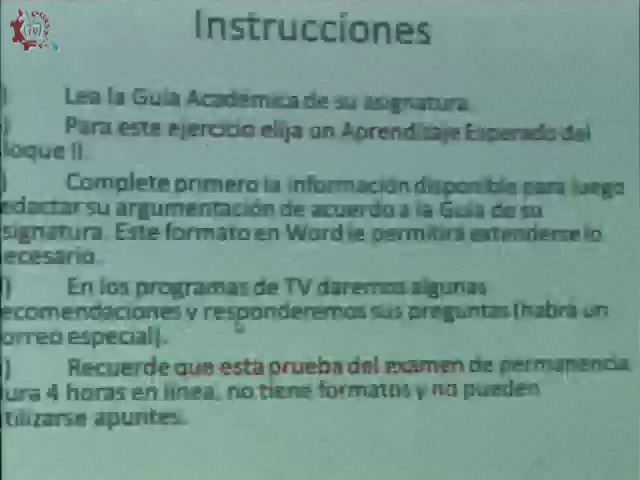 Instrucciones
) Lea la Guia Académica de su asignatura.
) Para este ejercicio elija un Aprendizaje Esperado del
loque II.
) Complete primero la información disponible para luego
edactar su argumentación de acuerdo a la Guía de su
signatura. Este formato en Word le permitirá extenderse lo
ecesario.
) En los programas de TV daremos algunas
ecomendaciones y responderemos sus preguntas (habrá un
orreo especial).
) Recuerde que esta prueba del examen de permanencia
ura 4 horas en línea, no tiene formatos y no pueden
tilizarse apuntes.